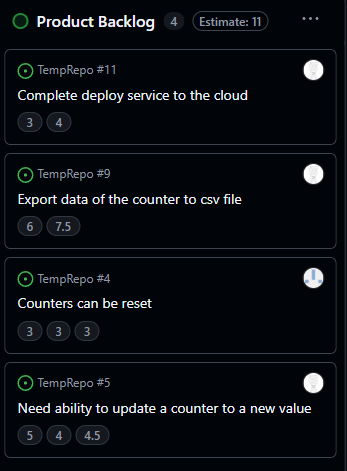 Product Backlog 4 Estimate: 11 ...
TempRepo #11
Complete deploy service to the cloud
3 4
TempRepo #9
Export data of the counter to csv file
6 7.5
TempRepo #4
Counters can be reset
3 3 3
TempRepo #5
Need ability to update a counter to a new value
5 4 4.5